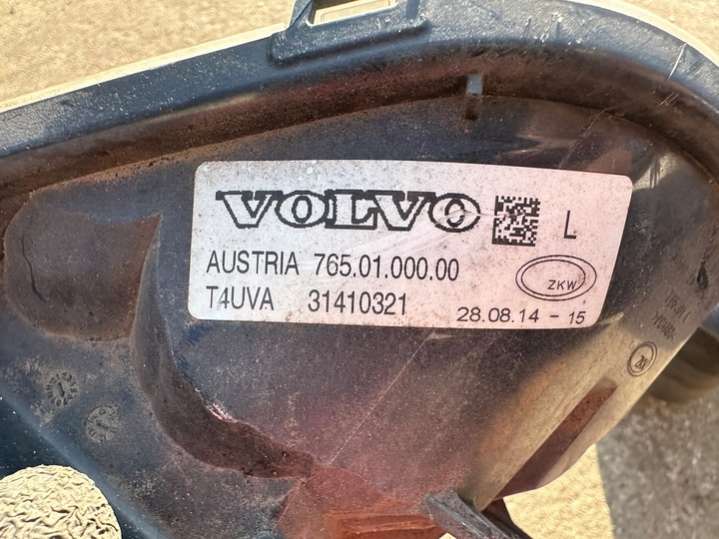 VOLVO
L
AUSTRIA 765.01.000.00
ZKW
T4UVA 31410321
28.08.14 - 15